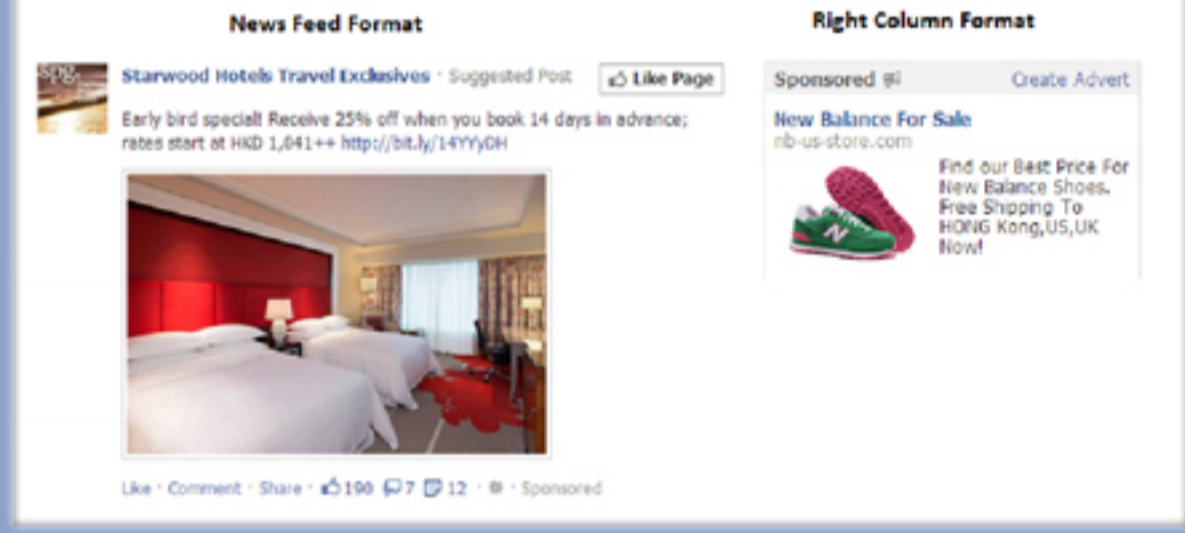 News Feed Format
Starwood Hotels Travel Exclusives · Suggested Post
Like Page
Early bird special! Receive 25% off when you book 14 days in advance;
rates start at HKD 1,041++ http://bit.ly/14YYyDH
Like · Comment · Share · 190 7 12 · Sponsored
Right Column Format
Sponsored
Create Advert
New Balance For Sale
nb-us-store.com
N
Find our Best Price For
New Balance Shoes.
Free Shipping To
HONG Kong,US,UK
Now!